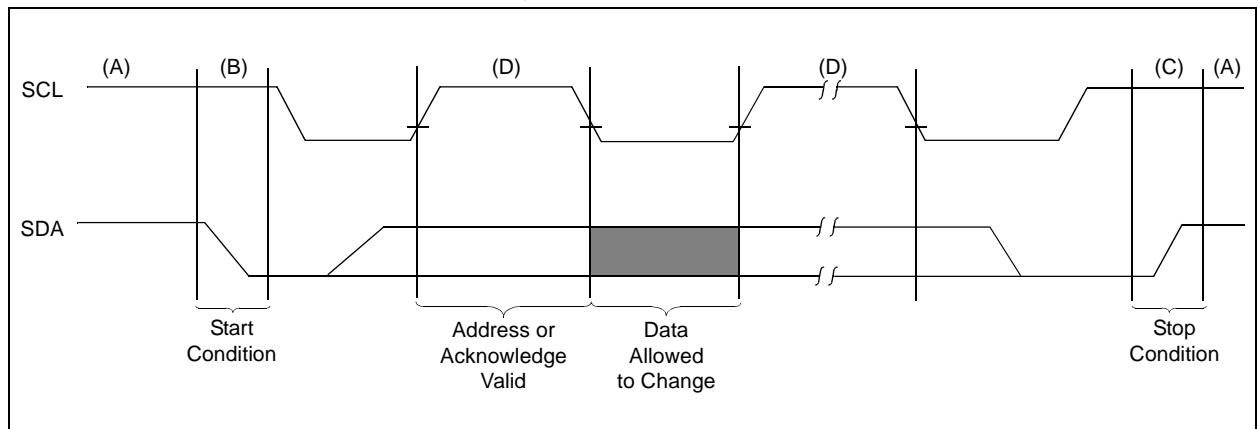 (A) (B) (D) (D) (C) (A)
SCL
SDA
Start
Condition
Address or
Acknowledge
Valid
Data
Allowed
to Change
Stop
Condition